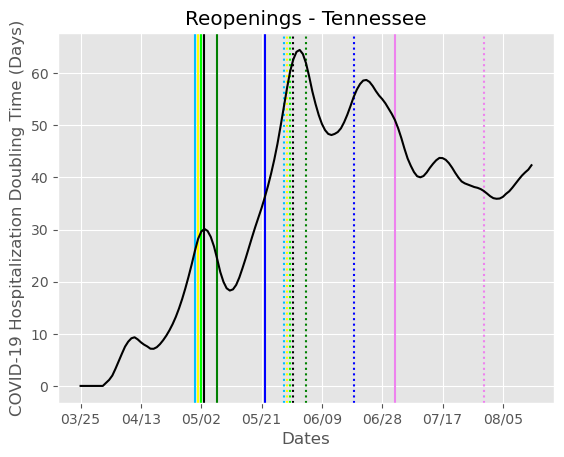 Reopenings - Tennessee
COVID-19 Hospitalization Doubling Time (Days)
60
50
40
30
20
10
0
03/25 04/13 05/02 05/21 06/09 06/28 07/17 08/05
Dates